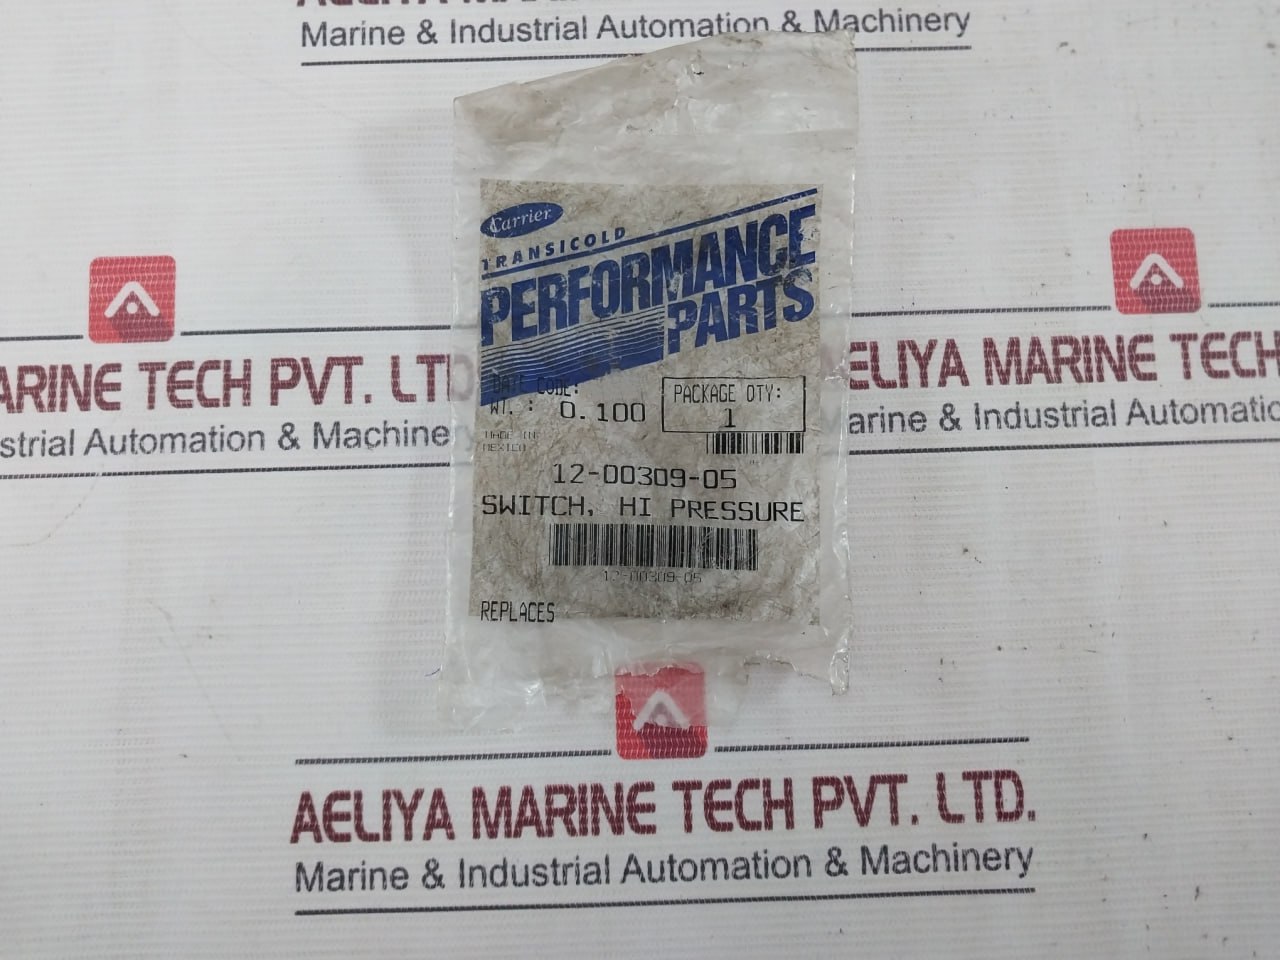 Marine & Industrial Automation & Machinery
Carrier
TRANSICOLD
PERFORMANCE
PARTS
DATE CODE:
WT. : 0.100
PACKAGE QTY:
1
MADE IN
MEXICO
12-00309-05
SWITCH, HI PRESSURE
12-00309-05
REPLACES
ARINE TECH PVT. LTD
strial Automation & Machine
ELIYA MARINE TECH
arine & Industrial Automatio
AELIYA MARINE TECH PVT. LTD.
Marine & Industrial Automation & Machinery